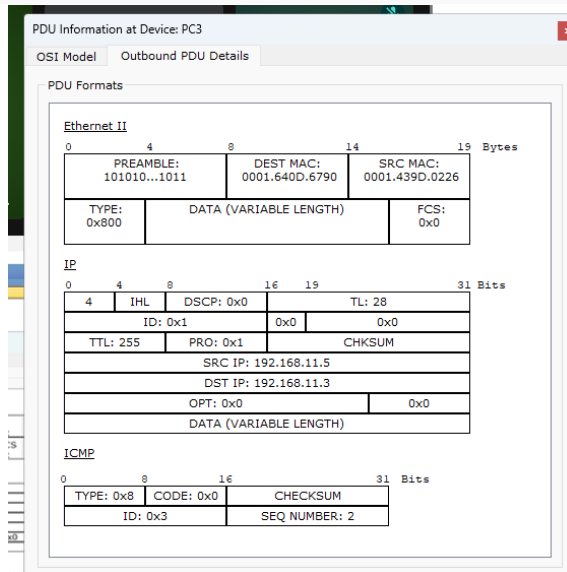 PDU Information at Device: PC3
OSI Model Outbound PDU Details
PDU Formats
Ethernet II
0 4 8 14 19 Bytes
PREAMBLE: DEST MAC: SRC MAC:
101010...1011 0001.640D.6790 0001.439D.0226
TYPE: DATA (VARIABLE LENGTH) FCS:
0x800 0x0
IP
0 4 8 16 19 31 Bits
4 IHL DSCP: 0x0 TL: 28
ID: 0x1 0x0 0x0
TTL: 255 PRO: 0x1 CHKSUM
SRC IP: 192.168.11.5
DST IP: 192.168.11.3
OPT: 0x0 0x0
DATA (VARIABLE LENGTH)
ICMP
0 8 16 31 Bits
TYPE: 0x8 CODE: 0x0 CHECKSUM
ID: 0x3 SEQ NUMBER: 2